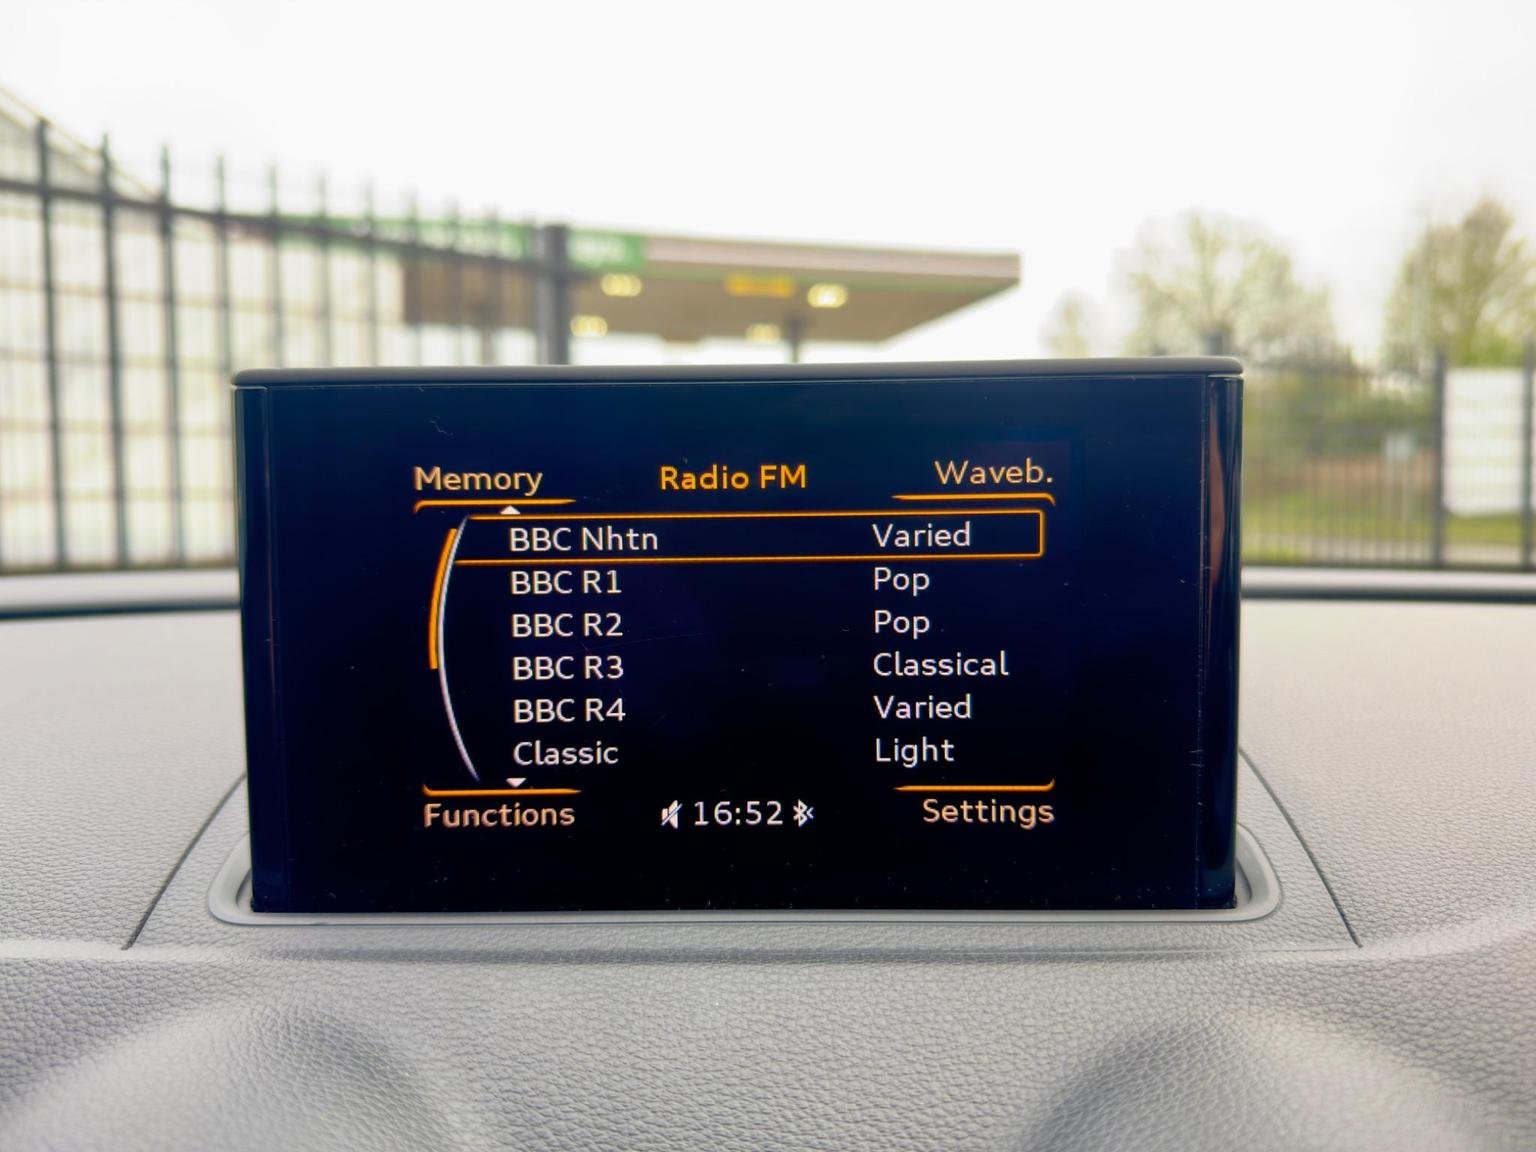 Memory Radio FM Waveb.
BBC Nhtn Varied
BBC R1 Pop
BBC R2 Pop
BBC R3 Classical
BBC R4 Varied
Classic Light
Functions 16:52 Settings